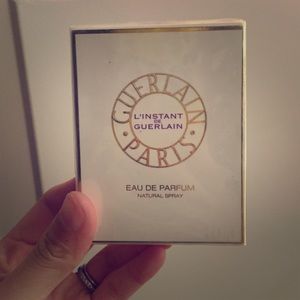 GUERLAIN
L'INSTANT
DE
GUERLAIN
PARIS
EAU DE PARFUM
NATURAL SPRAY